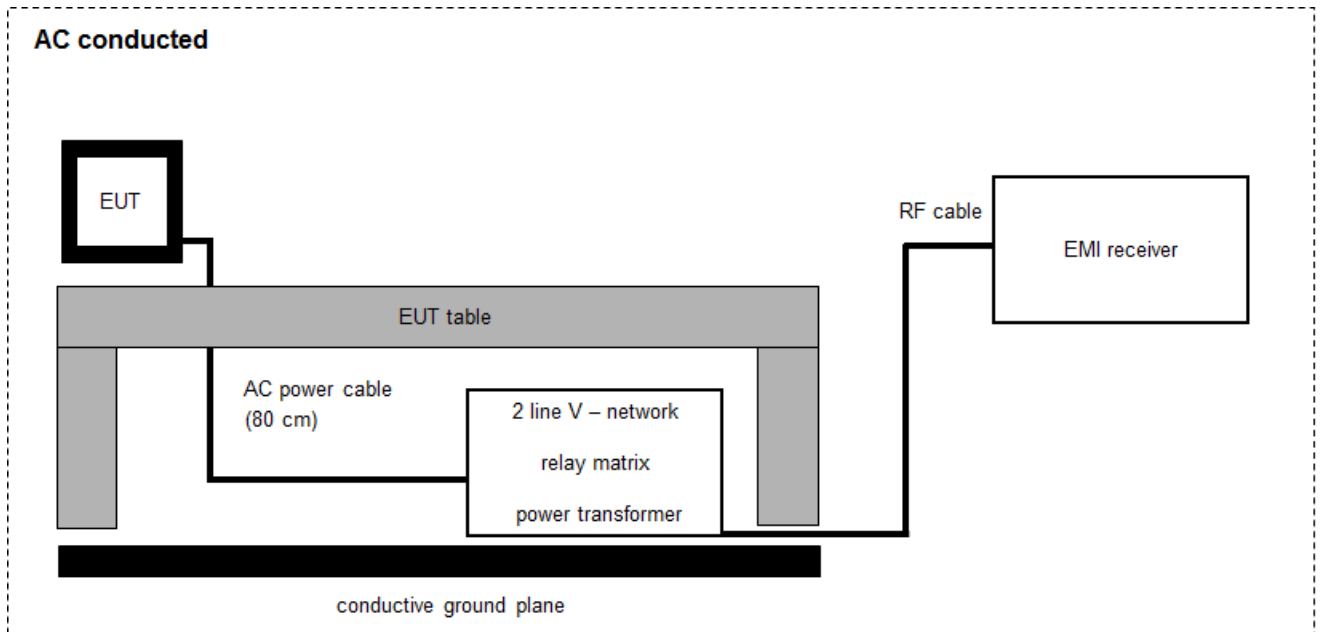 AC conducted
EUT
RF cable
EMI receiver
EUT table
AC power cable
(80 cm)
2 line V – network
relay matrix
power transformer
conductive ground plane